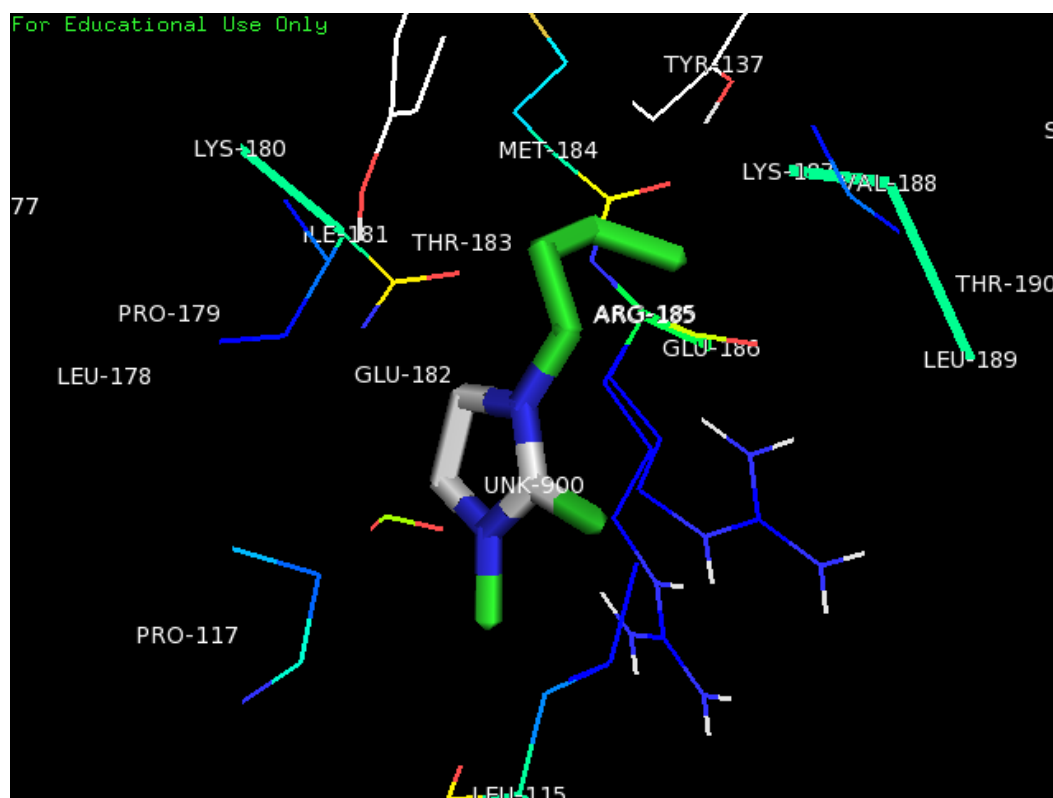 For Educational Use Only
TYR-137
LYS-180
MET-184
S
LYS-187
VAL-188
77
ILE-181
THR-183
THR-190
PRO-179
ARG-185
GLU-186
LEU-189
LEU-178
GLU-182
UNK-900
PRO-117
LEU-115